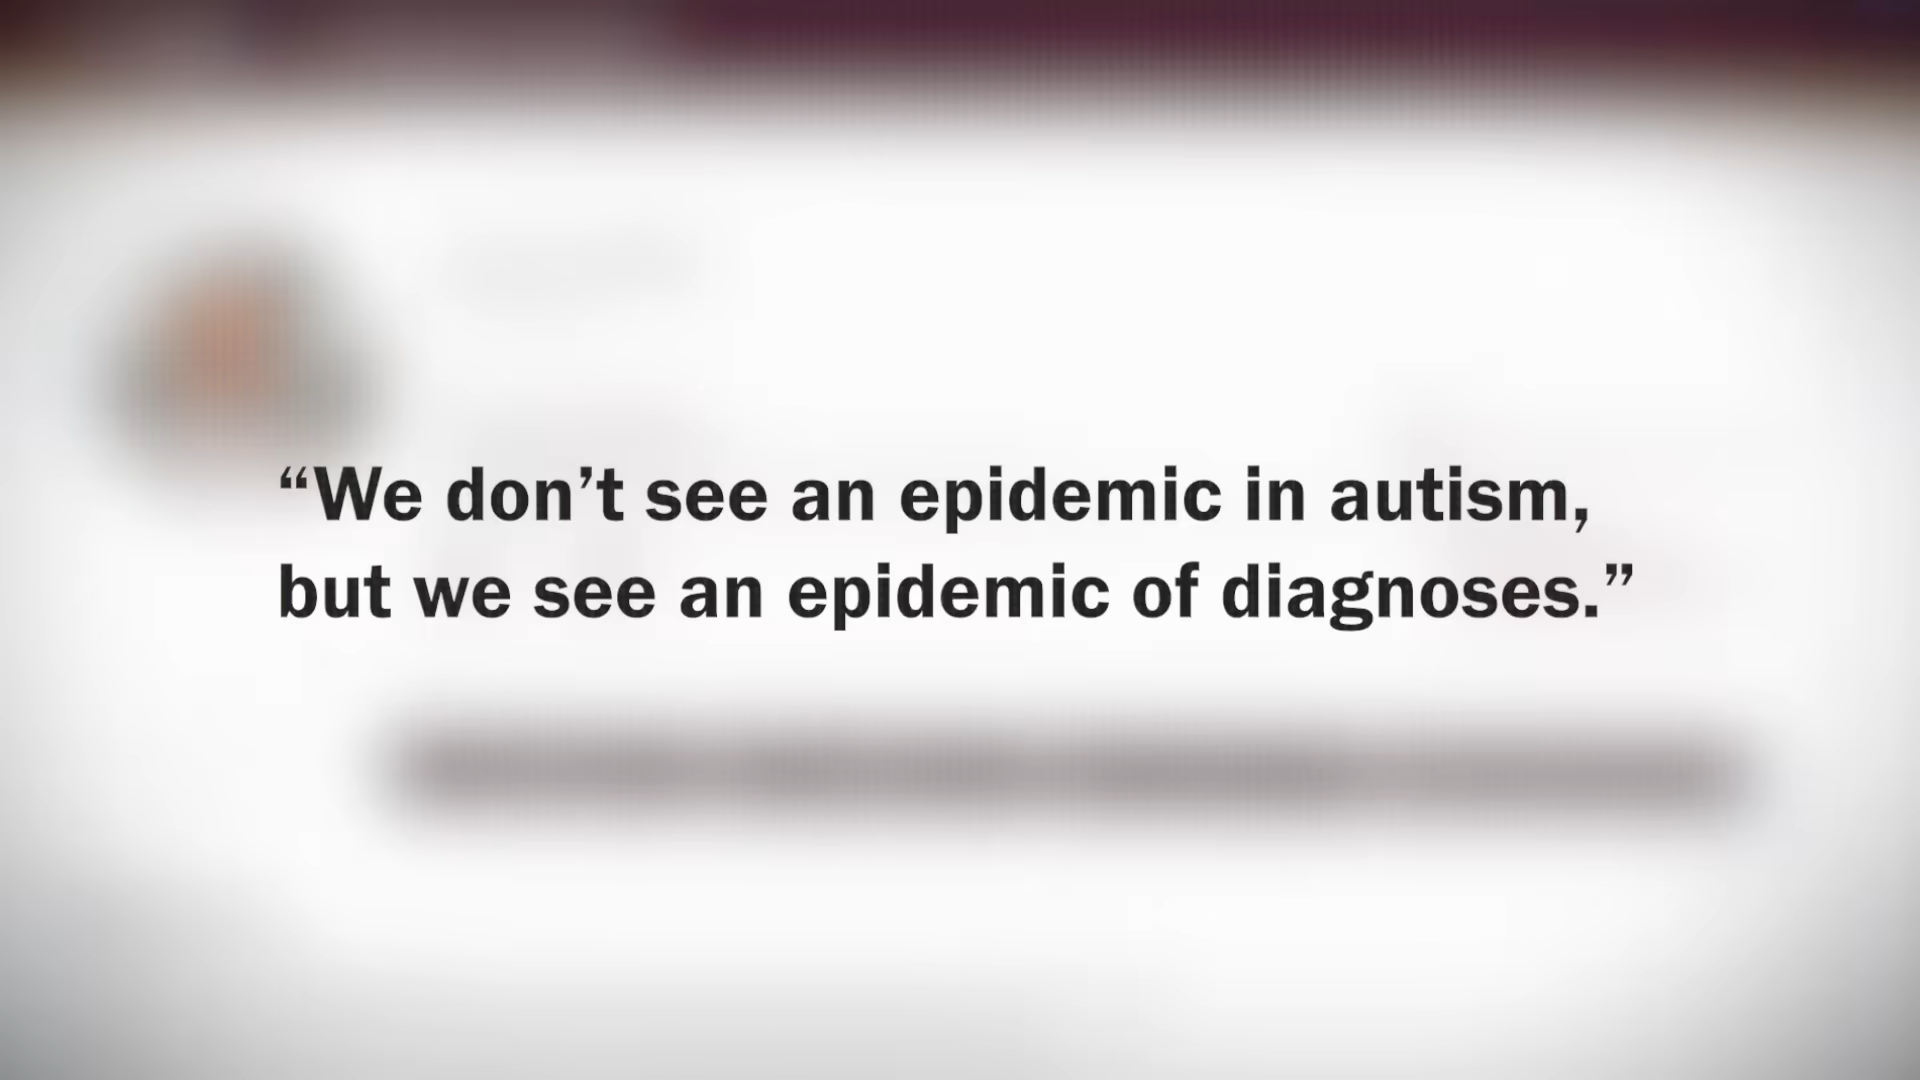 “We don’t see an epidemic in autism,
but we see an epidemic of diagnoses.”